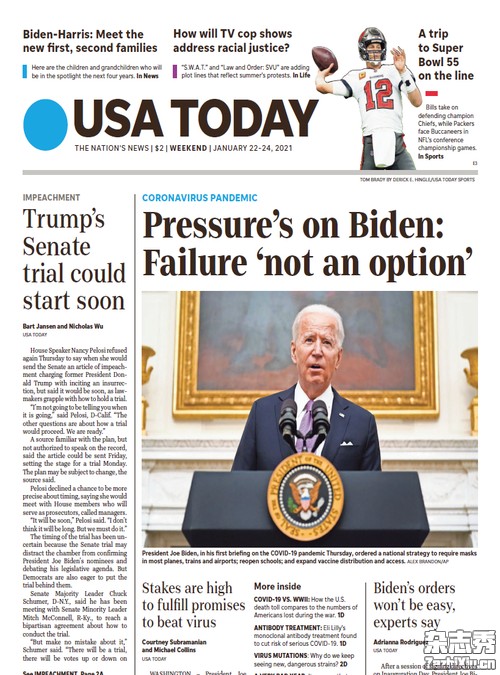 Biden-Harris: Meet the
new first, second families
Here are the children and grandchildren who will
be in the spotlight the next four years. In News
How will TV cop shows
address racial justice?
“S.W.A.T.” and “Law and Order: SVU” are adding
plot lines that reflect summer’s protests. In Life
A trip
to Super
Bowl 55
on the line
Bills take on
defending champion
Chiefs, while Packers
face Buccaneers in
NFL’s conference
championship games.
In Sports
USA TODAY
THE NATION’S NEWS | $2 | WEEKEND | JANUARY 22-24, 2021
12
E5
TOM BRADY BY DERICK E. HINGLE/USA TODAY SPORTS
IMPEACHMENT
Trump’s
Senate
trial could
start soon
Bart Jansen and Nicholas Wu
USA TODAY
House Speaker Nancy Pelosi refused
again Thursday to say when she would
send the Senate an article of impeach-
ment charging former President Don-
ald Trump with inciting an insurrec-
tion, but said it would be soon, as law-
makers grapple with how to hold a trial.
“I’m not going to be telling you when
it is going,” said Pelosi, D-Calif. “The
other questions are about how a trial
would proceed. We are ready.”
A source familiar with the plan, but
not authorized to speak on the record,
said the article could be sent Friday,
setting the stage for a trial Monday.
The plan may be subject to change, the
source said.
Pelosi declined a chance to be more
precise about timing, saying she would
meet with House members who will
serve as prosecutors, called managers.
“It will be soon,” Pelosi said. “I don’t
think it will be long. But we must do it.”
The timing of the trial has been un-
certain because the Senate trial may
distract the chamber from confirming
President Joe Biden’s nominees and
debating his legislative agenda. But
Democrats are also eager to put the
trial behind them.
Senate Majority Leader Chuck
Schumer, D-N.Y., said he has been
meeting with Senate Minority Leader
Mitch McConnell, R-Ky., to reach a
bipartisan agreement about how to
conduct the trial.
“But make no mistake about it,”
Schumer said. “There will be a trial,
there will be votes up or down on
See IMPEACHMENT, Page 2A
CORONAVIRUS PANDEMIC
Pressure’s on Biden:
Failure ‘not an option’
President Joe Biden, in his first briefing on the COVID-19 pandemic Thursday, ordered a national strategy to require masks
in most planes, trains and airports; reopen schools; and expand vaccine distribution and access. ALEX BRANDON/AP
Stakes are high
to fulfill promises
to beat virus
Courtney Subramanian
and Michael Collins
USA TODAY
WASHINGTON – President Joe
More inside
COVID-19 VS. WWII: How the U.S.
death toll compares to the numbers of
Americans lost during the war. 1D
ANTIBODY TREATMENT: Eli Lilly’s
monoclonal antibody treatment found
to cut risk of serious COVID-19. 1D
VIRUS MUTATIONS: Why do we keep
seeing new, dangerous strains? 2D
Biden’s orders
won’t be easy,
experts say
Adrianna Rodriguez
USA TODAY
After a session of
on Inauguration Day, President Joe Bi-
杂志秀